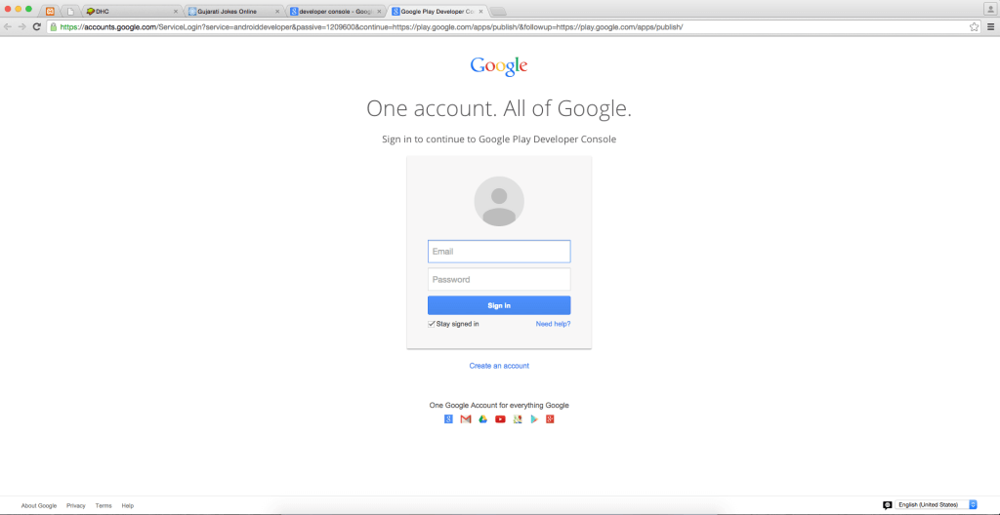 DHC
Gujarati Jokes Online
developer console - Goog
Google Play Developer Co
https://accounts.google.com/ServiceLogin?service=androiddeveloper&passive=1209600&continue=https://play.google.com/apps/publish/&followup=https://play.google.com/apps/publish/
Google
One account. All of Google.
Sign in to continue to Google Play Developer Console
Email
Password
Sign in
Stay signed in Need help?
Create an account
One Google Account for everything Google
About Google Privacy Terms Help English (United States)